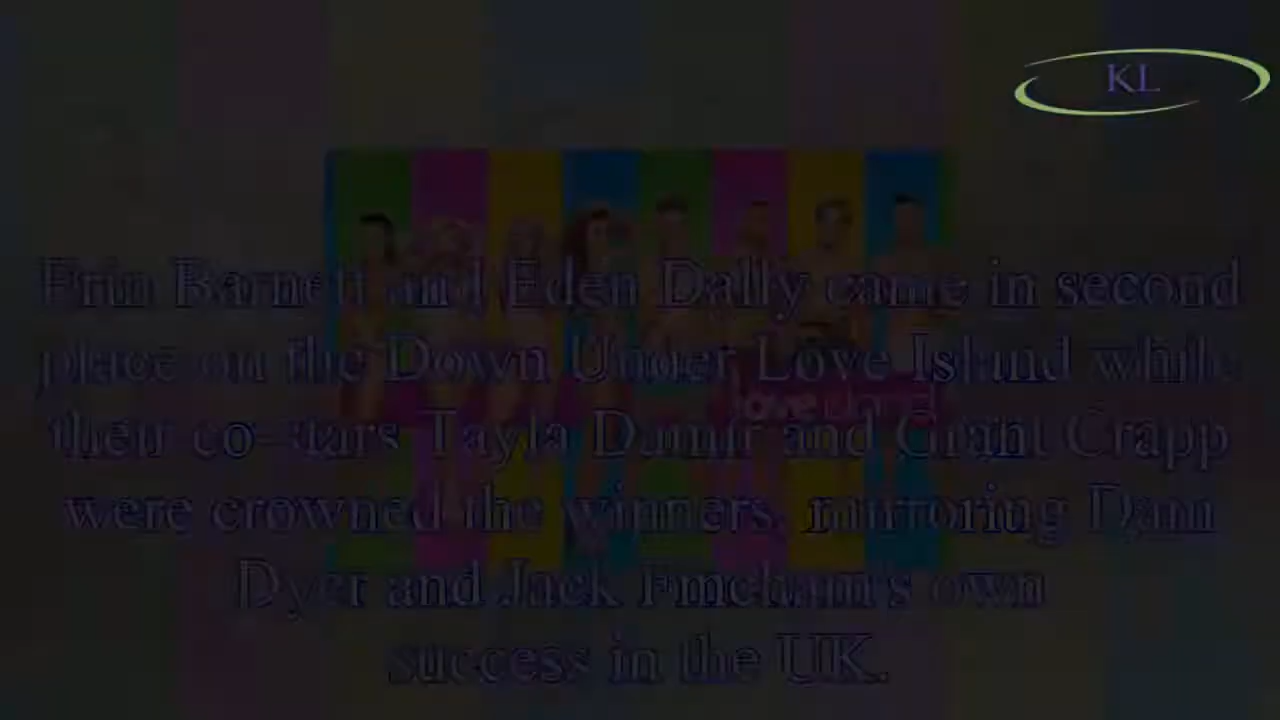 KL
Erin Barnett and Eden Dally came in second
place on the Down Under Love Island while
their co-stars Tayla Damir and Grant Crapp
were crowned the winners, mirroring Dani
Dyer and Jack Fincham's own
success in the UK.
love island